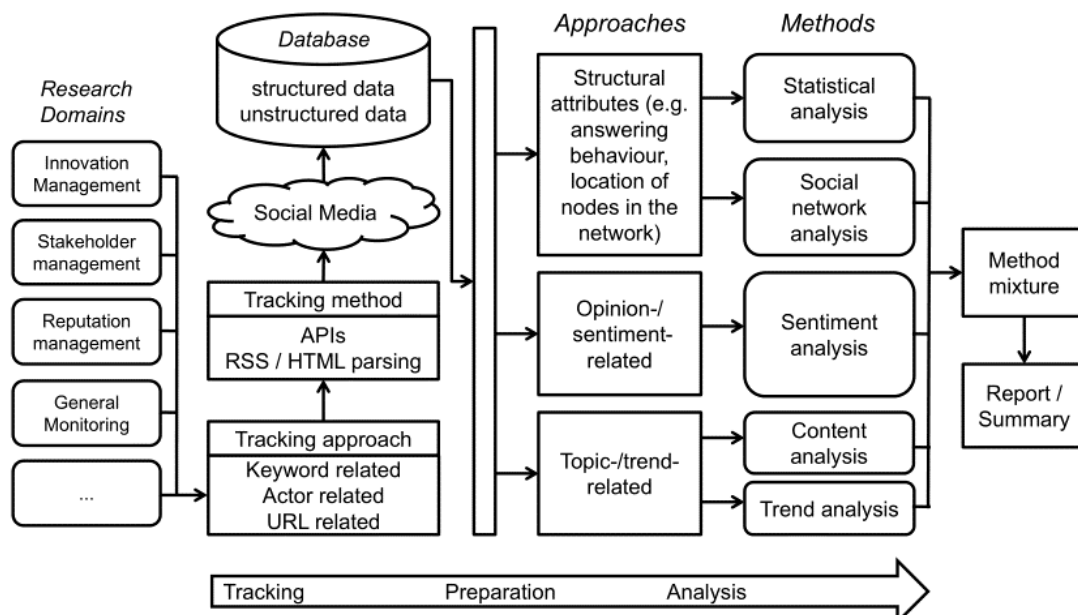 Research
Domains
Innovation
Management
Stakeholder
management
Reputation
management
General
Monitoring
...
Database
structured data
unstructured data
Social Media
Tracking method
APIs
RSS / HTML parsing
Tracking approach
Keyword related
Actor related
URL related
Approaches
Structural
attributes (e.g.
answering
behaviour,
location of
nodes in the
network)
Opinion-/
sentiment-
related
Topic-/trend-
related
Methods
Statistical
analysis
Social
network
analysis
Sentiment
analysis
Content
analysis
Trend analysis
Method
mixture
Report /
Summary
Tracking
Preparation
Analysis